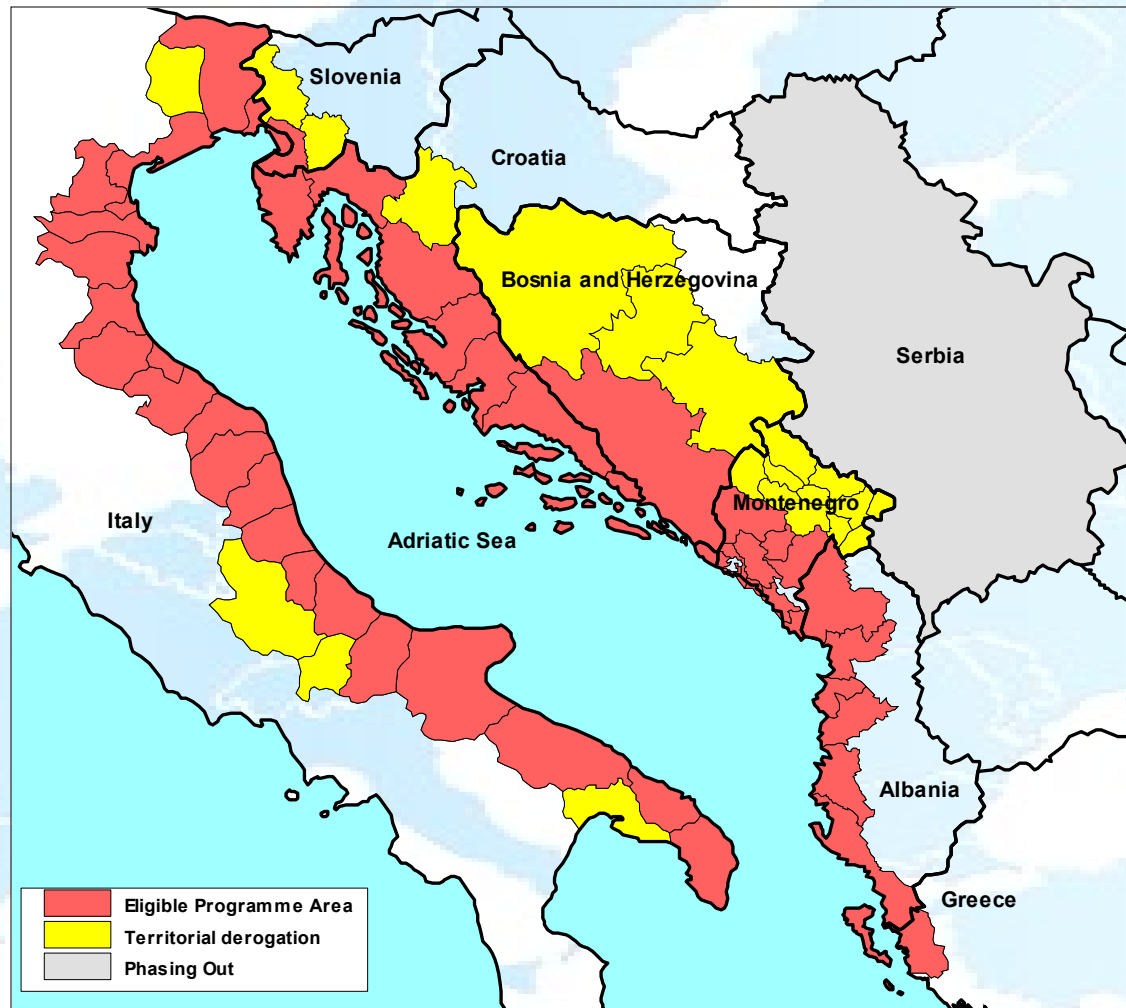 Slovenia
Croatia
Bosnia and Herzegovina
Serbia
Montenegro
Italy
Adriatic Sea
Albania
Greece
Eligible Programme Area
Territorial derogation
Phasing Out